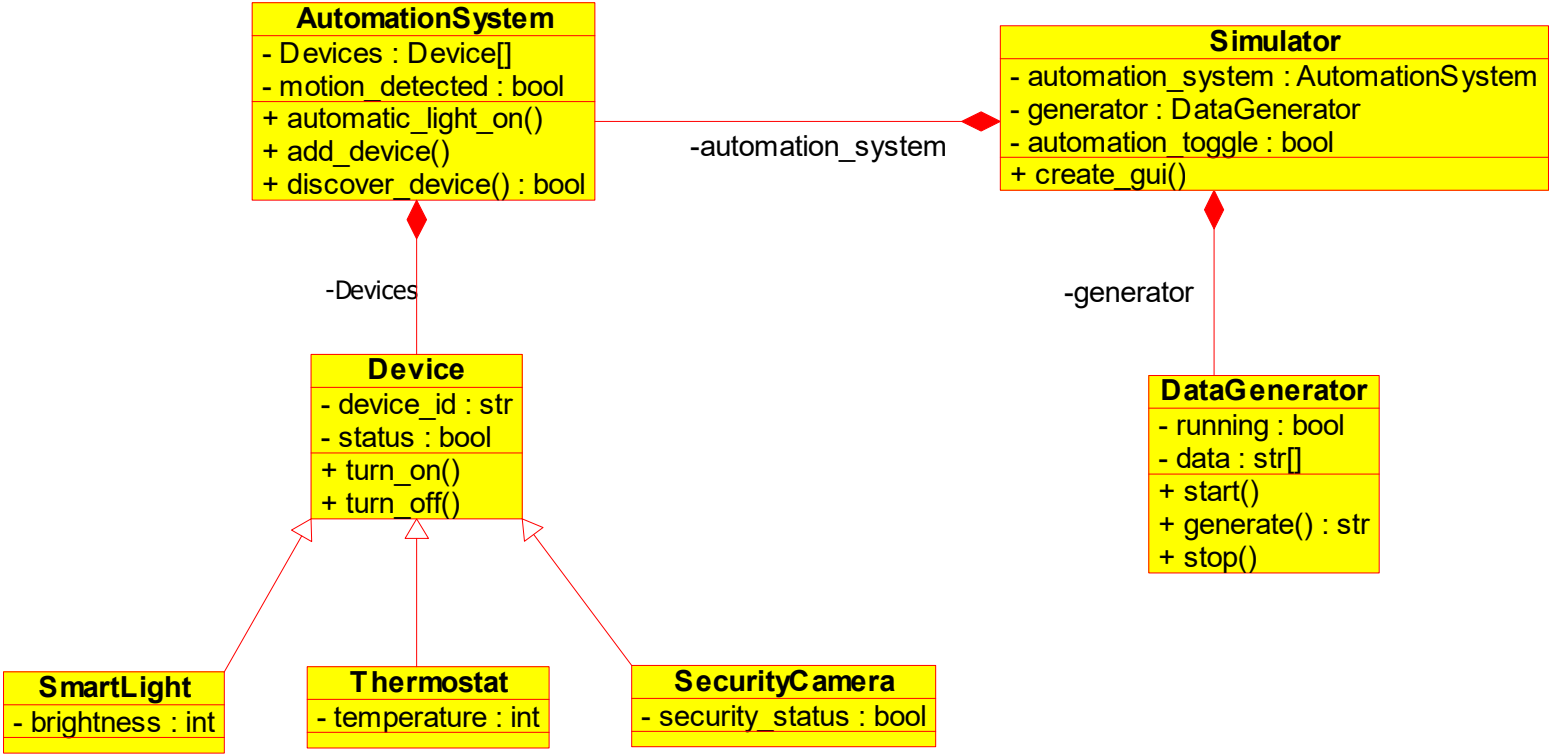 AutomationSystem
- Devices : Device[]
- motion_detected : bool
+ automatic_light_on()
+ add_device()
+ discover_device() : bool
Simulator
- automation_system : AutomationSystem
- generator : DataGenerator
- automation_toggle : bool
+ create_gui()
-automation_system
-Devices
-generator
Device
- device_id : str
- status : bool
+ turn_on()
+ turn_off()
DataGenerator
- running : bool
- data : str[]
+ start()
+ generate() : str
+ stop()
SmartLight
- brightness : int
Thermostat
- temperature : int
SecurityCamera
- security_status : bool